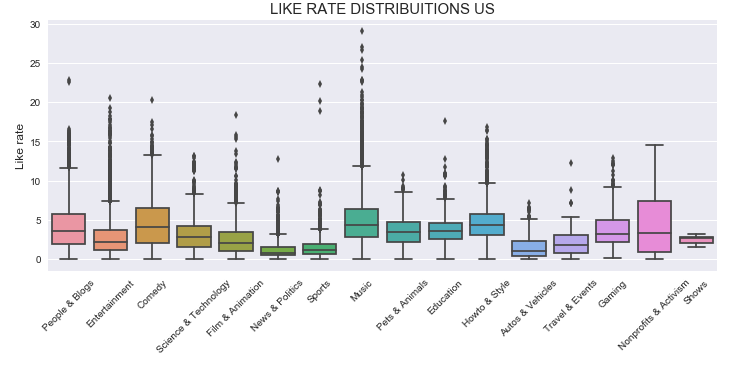 LIKE RATE DISTRIBUITIONS US
30
25
20
15
10
5
0
Like rate
People & Blogs
Entertainment
Comedy
Science & Technology
Film & Animation
News & Politics
Sports
Music
Pets & Animals
Education
Howto & Style
Autos & Vehicles
Travel & Events
Gaming
Nonprofits & Activism
Shows